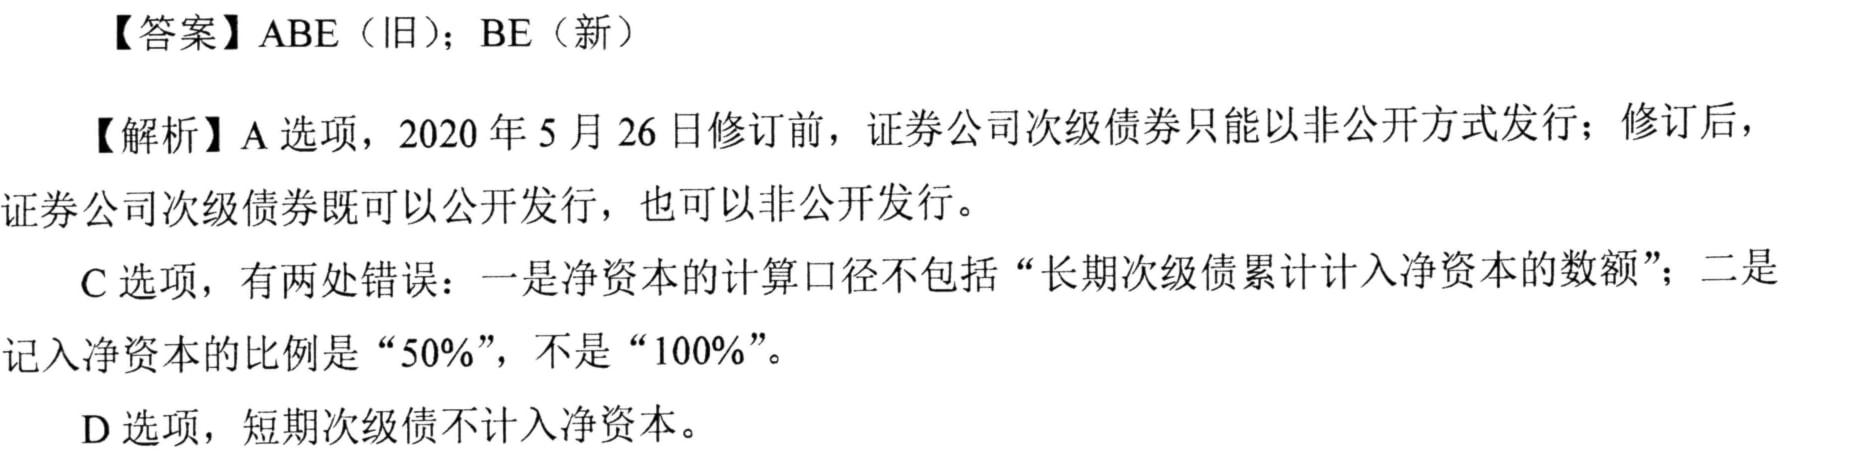 【答案】ABE（旧）；BE（新）
【解析】A 选项，2020 年 5 月 26 日修订前，证券公司次级债券只能以非公开方式发行；修订后，
证券公司次级债券既可以公开发行，也可以非公开发行。
C 选项，有两处错误：一是净资本的计算口径不包括“长期次级债累计计入净资本的数额”；二是
记入净资本的比例是“50%”，不是“100%”。
D 选项，短期次级债不计入净资本。